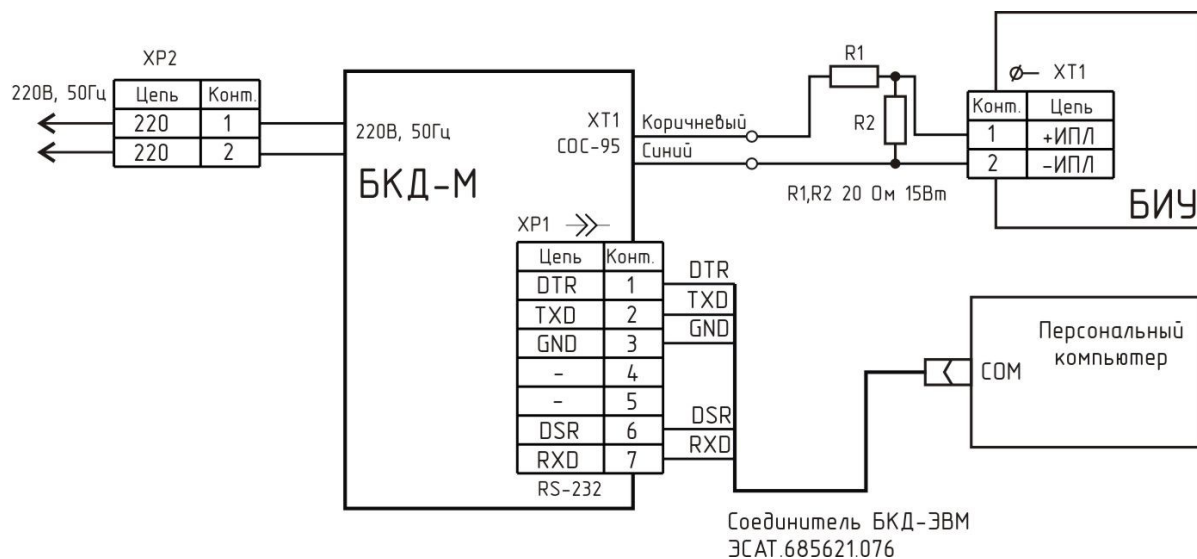 XP2
220В, 50Гц
Цепь Конт.
220 1
220 2
220В, 50Гц
БКД-М
XT1
СОС-95
Коричневый
Синий
R1
R2
R1,R2 20 Ом 15Вт
XT1
Конт. Цепь
1 +ИПЛ
2 -ИПЛ
БИУ
XP1
Цепь Конт.
DTR 1
TXD 2
GND 3
- 4
- 5
DSR 6
RXD 7
RS-232
DTR
TXD
GND
DSR
RXD
Персональный
компьютер
COM
Соединитель БКД-ЭВМ
ЭСАТ.685621.076